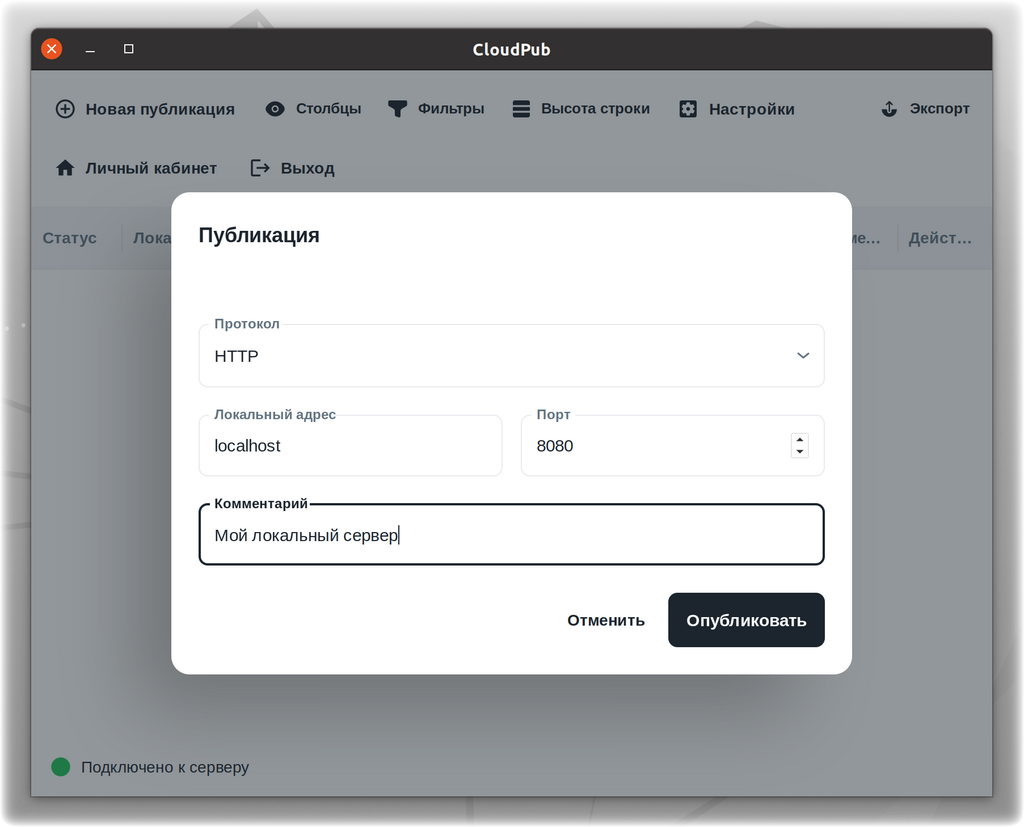 CloudPub
Новая публикация Столбцы Фильтры Высота строки Настройки Экспорт
Личный кабинет Выход
Статус Лока ме... Дейст...
Публикация
Протокол
HTTP
Локальный адрес Порт
localhost 8080
Комментарий
Мой локальный сервер
Отменить Опубликовать
Подключено к серверу